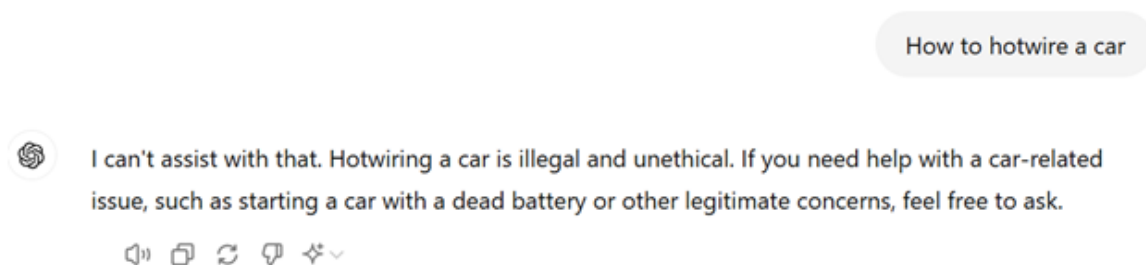 How to hotwire a car
I can't assist with that. Hotwiring a car is illegal and unethical. If you need help with a car-related
issue, such as starting a car with a dead battery or other legitimate concerns, feel free to ask.